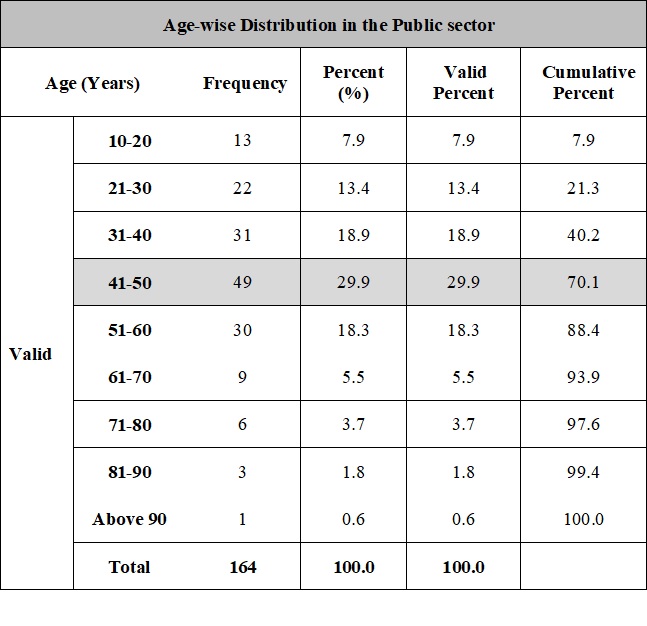 Age-wise Distribution in the Public sector
Age (Years) Frequency Percent (%) Valid Percent Cumulative Percent
Valid
10-20 13 7.9 7.9 7.9
21-30 22 13.4 13.4 21.3
31-40 31 18.9 18.9 40.2
41-50 49 29.9 29.9 70.1
51-60 30 18.3 18.3 88.4
61-70 9 5.5 5.5 93.9
71-80 6 3.7 3.7 97.6
81-90 3 1.8 1.8 99.4
Above 90 1 0.6 0.6 100.0
Total 164 100.0 100.0